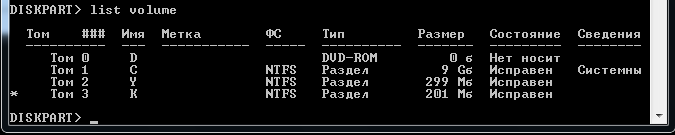 DISKPART> list volume
Том ### Имя Метка ФС Тип Размер Состояние Сведения
---------- --- ----------- ----- ---------- ------- --------- --------
Том 0 D DVD-ROM 0 б Нет носит
Том 1 C NTFS Раздел 9 Gб Исправен Системны
Том 2 Y NTFS Раздел 299 Мб Исправен
* Том 3 K NTFS Раздел 201 Мб Исправен
DISKPART> _